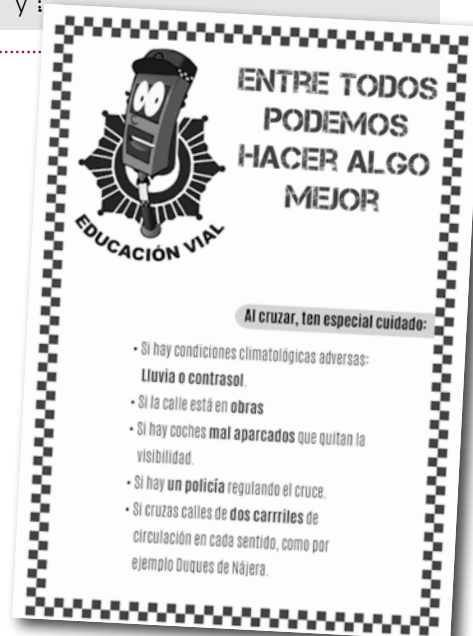 y
ENTRE TODOS
PODEMOS
HACER ALGO
MEJOR
EDUCACIÓN VIAL
Al cruzar, ten especial cuidado:
• Si hay condiciones climatológicas adversas:
Lluvia o contrasol.
• Si la calle está en obras
• Si hay coches mal aparcados que quitan la
visibilidad.
• Si hay un policía regulando el cruce.
• Si cruzas calles de dos carrriles de
circulación en cada sentido, como por
ejemplo Duques de Nájera.